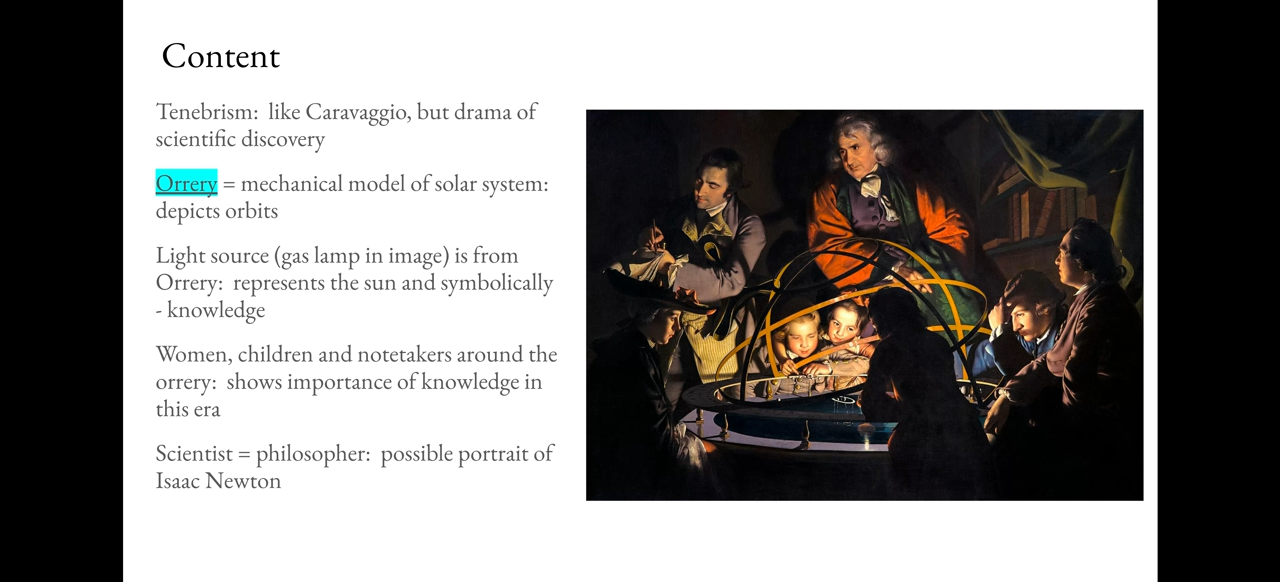 Content
Tenebrism:  like Caravaggio, but drama of
scientific discovery
Orrery = mechanical model of solar system:
depicts orbits
Light source (gas lamp in image) is from
Orrery:  represents the sun and symbolically
- knowledge
Women, children and notetakers around the
orrery:  shows importance of knowledge in
this era
Scientist = philosopher:  possible portrait of
Isaac Newton